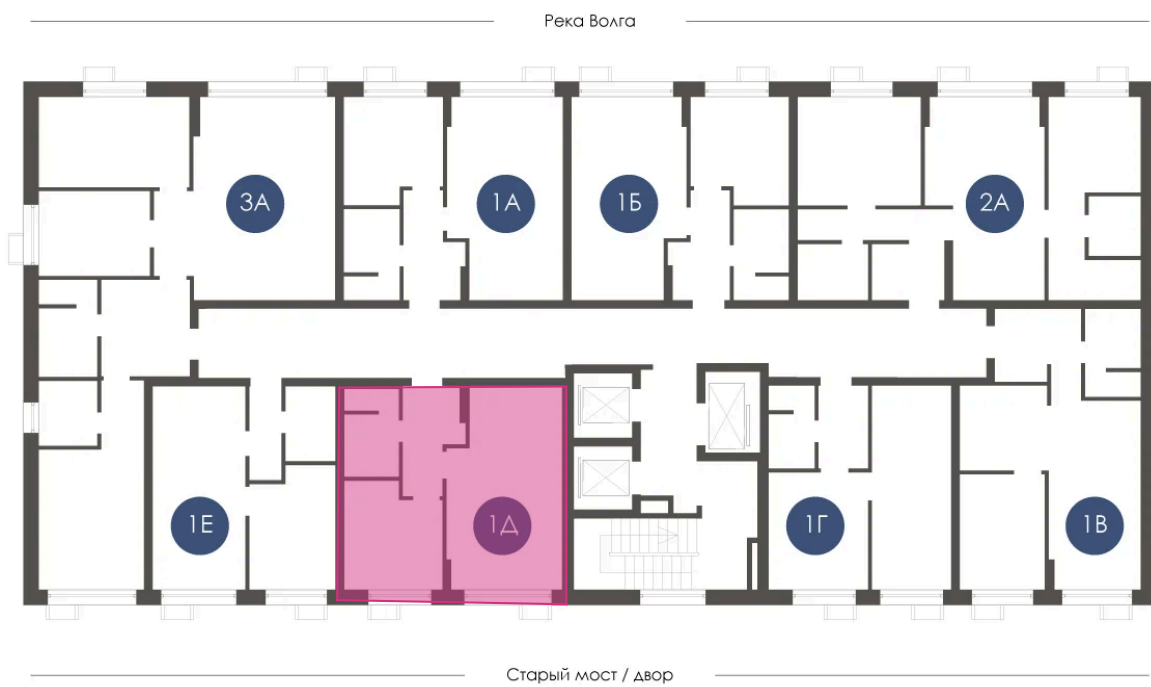 Река Волга
3А
1А
1Б
2А
1Е
1Д
1Г
1В
Старый мост / двор